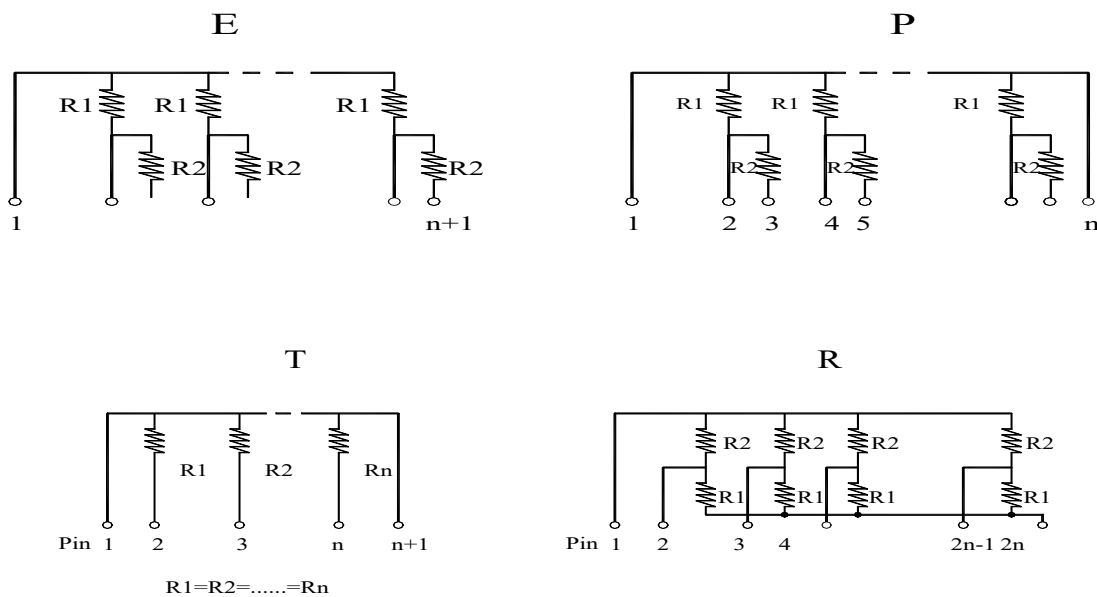 E
P
R1 R1 R1
R1 R1 R1
R2 R2 R2
R2 R2 R2
1 n+1
1 2 3 4 5 n
T
R
R2 R2 R2 R2
R1 R2 Rn
R1 R1 R1 R1
Pin 1 2 3 n n+1
Pin 1 2 3 4 2n-1 2n
R1=R2=......=Rn